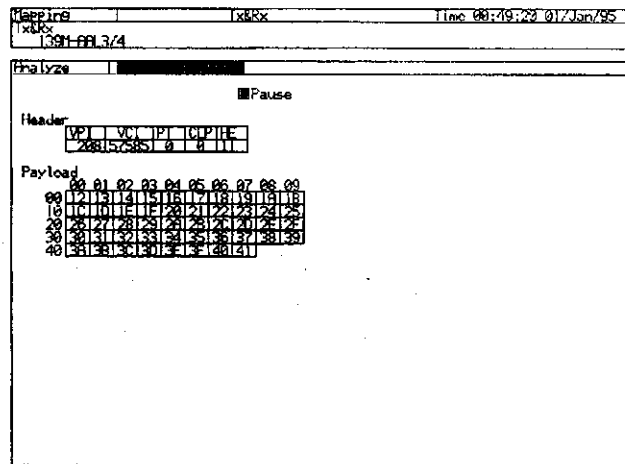 Mapping Tx&Rx Time 00:49:20 01/Jan/95
Tx&Rx
139M-AAL3/4
Analyze
Pause
Header
VPI VCI PT CLP HE
208 57585 0 0 11
Payload
00 01 02 03 04 05 06 07 08 09
00 12 13 14 15 16 17 18 19 1A 1B
10 1C 1D 1E 1F 20 21 22 23 24 25
20 26 27 28 29 2A 2B 2C 2D 2E 2F
30 30 31 32 33 34 35 36 37 38 39
40 3A 3B 3C 3D 3E 3F 40 41